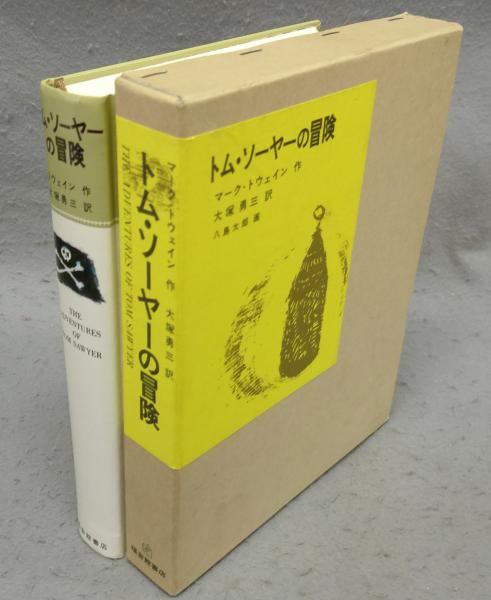 ム・ソーヤー
の冒険
トウェイン 作
塚勇三 訳
THE
ADVENTURES
OF
TOM SAWYER
音館書店
トム・ソーヤーの冒険
THE ADVENTURES OF TOM SAWYER
マーク・トウェイン 作 大塚勇三 訳
福音館書店
トム・ソーヤーの冒険
マーク・トウェイン 作
大塚勇三 訳
八島太郎 画